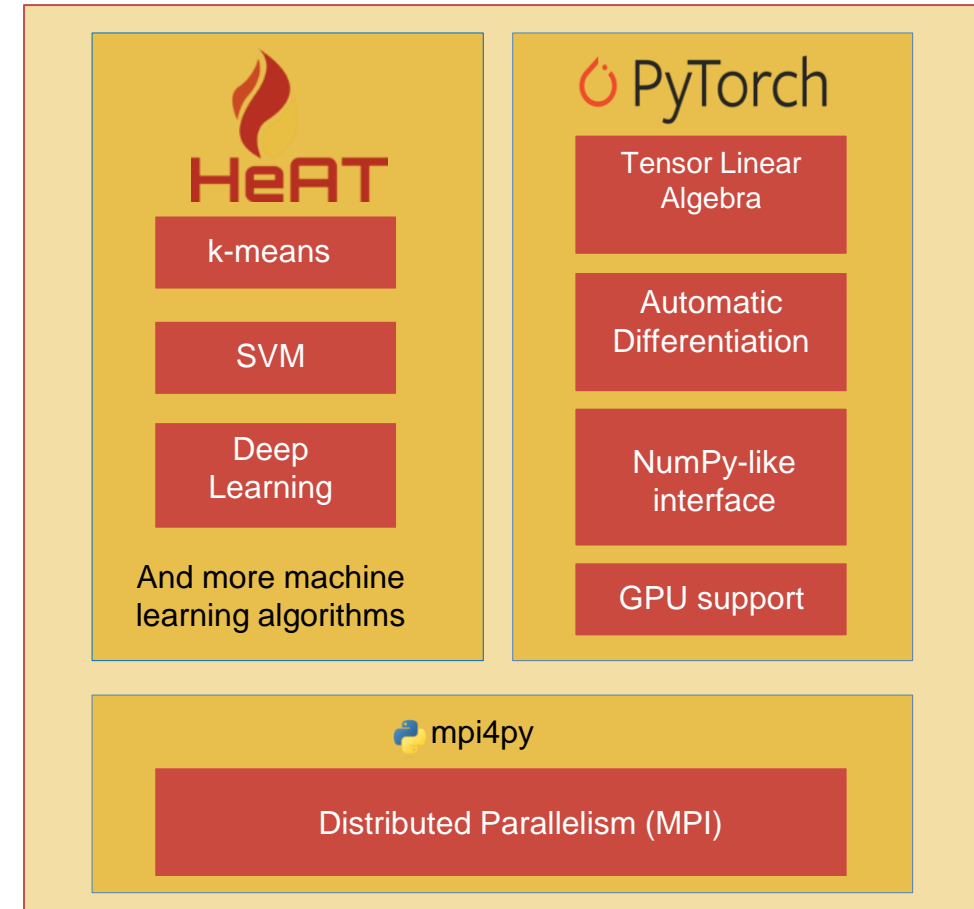 HeAT
k-means
SVM
Deep
Learning
And more machine
learning algorithms
PyTorch
Tensor Linear
Algebra
Automatic
Differentiation
NumPy-like
interface
GPU support
mpi4py
Distributed Parallelism (MPI)